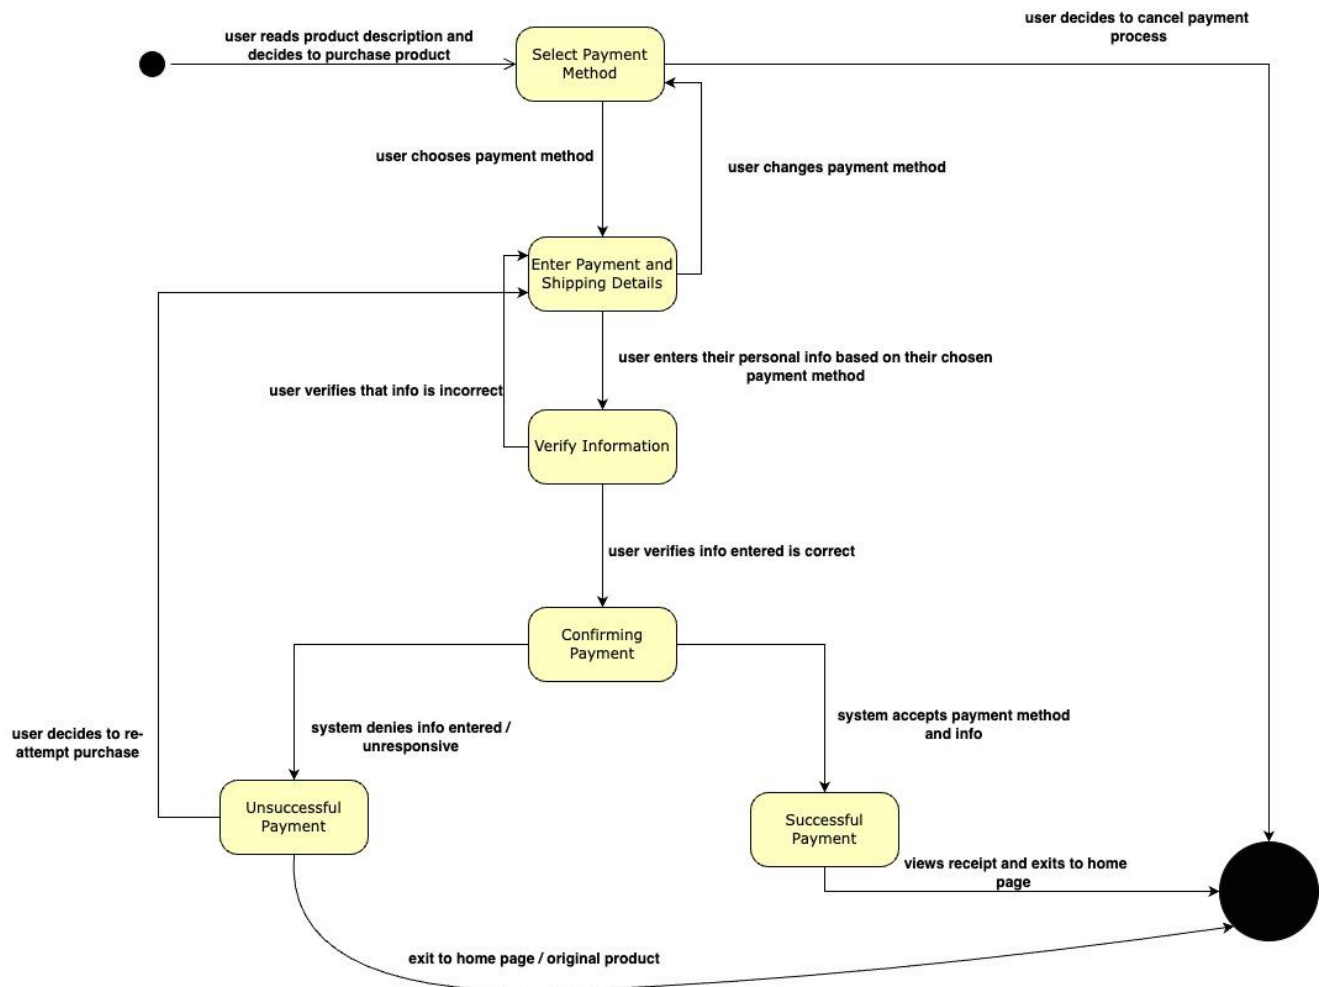 user decides to cancel payment
process
user reads product description and
decides to purchase product
Select Payment
Method
user chooses payment method
user changes payment method
Enter Payment and
Shipping Details
user enters their personal info based on their chosen
payment method
user verifies that info is incorrect
Verify Information
user verifies info entered is correct
Confirming
Payment
user decides to re-
attempt purchase
system denies info entered /
unresponsive
system accepts payment method
and info
Unsuccessful
Payment
Successful
Payment
views receipt and exits to home
page
exit to home page / original product